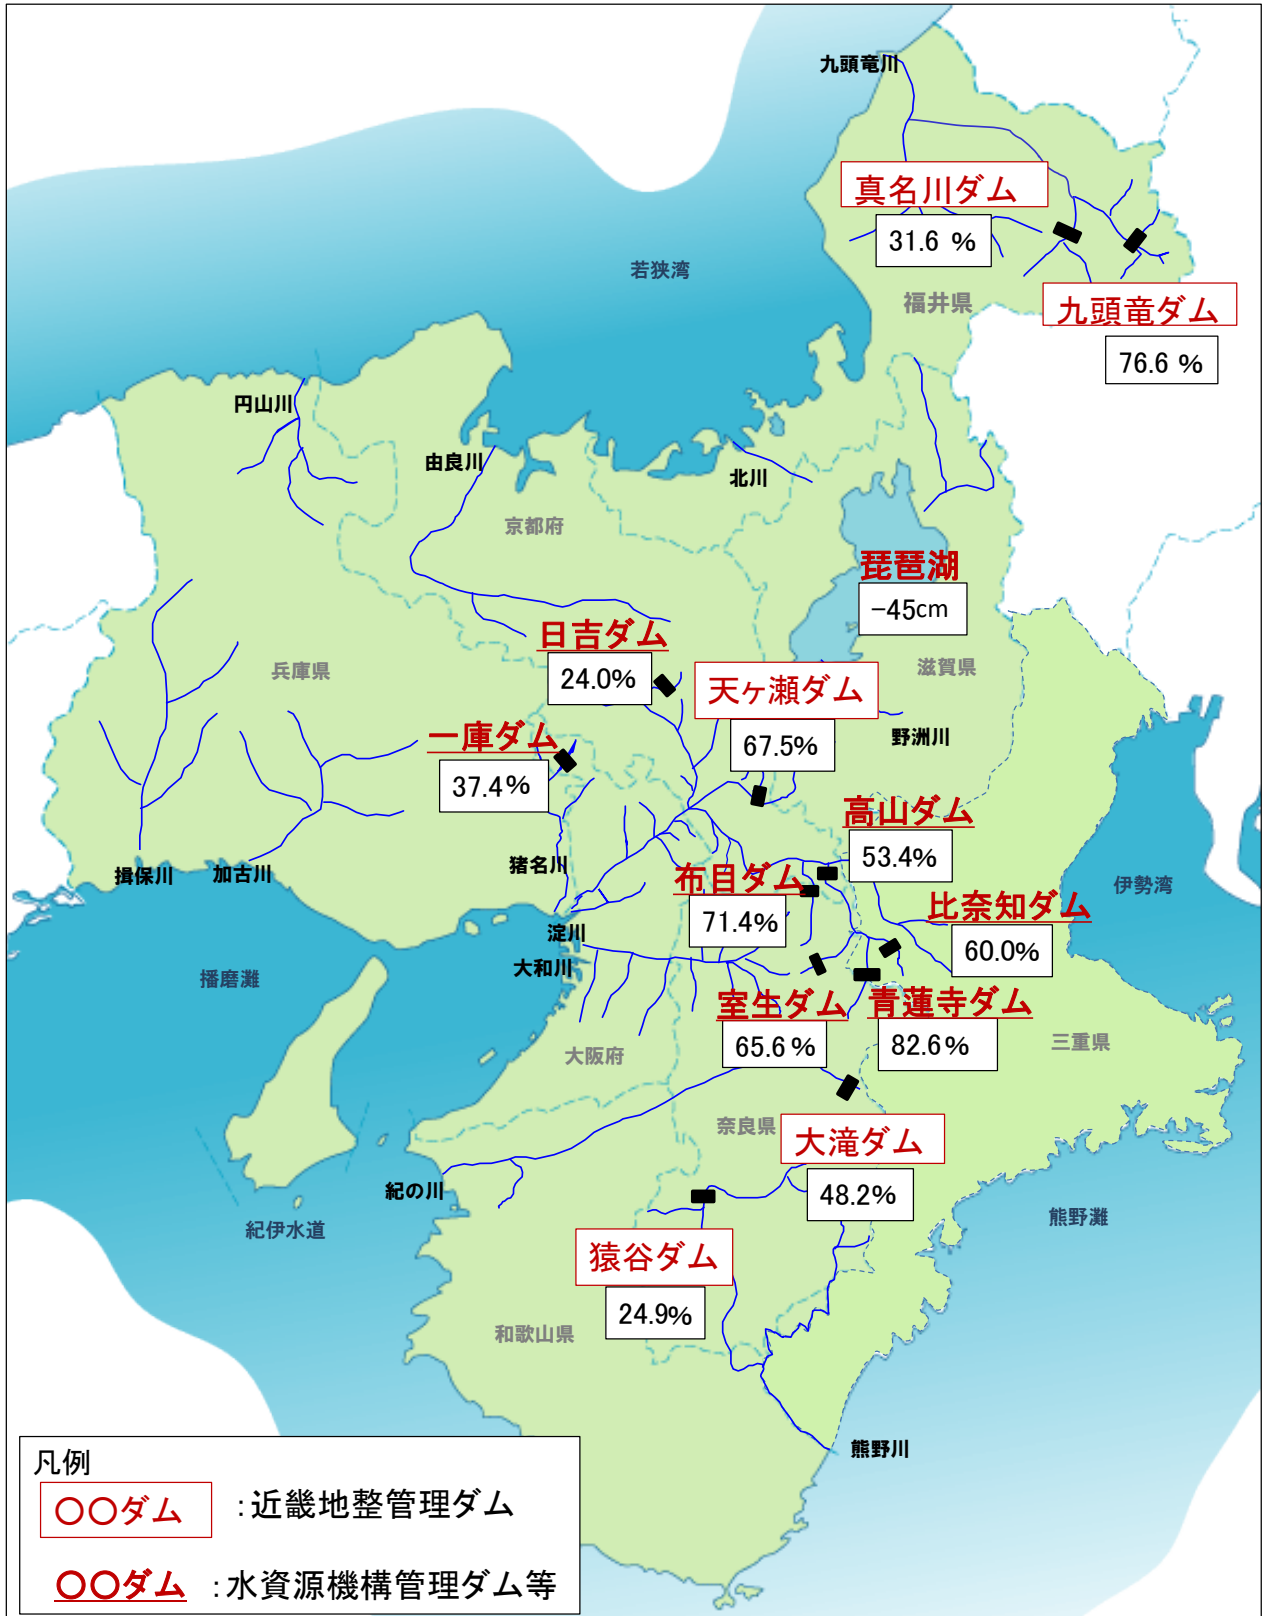 九頭竜川
真名川ダム
31.6 %
若狭湾
福井県
九頭竜ダム
76.6 %
円山川
由良川
北川
京都府
琵琶湖
-45cm
日吉ダム
24.0%
兵庫県
滋賀県
天ヶ瀬ダム
67.5%
野洲川
一庫ダム
37.4%
高山ダム
53.4%
猪名川
揖保川
加古川
布目ダム
71.4%
伊勢湾
比奈知ダム
60.0%
淀川
大和川
播磨灘
室生ダム
65.6%
青蓮寺ダム
82.6%
大阪府
三重県
奈良県
大滝ダム
48.2%
紀の川
紀伊水道
熊野灘
猿谷ダム
24.9%
和歌山県
熊野川
凡例
〇〇ダム :近畿地整管理ダム
〇〇ダム :水資源機構管理ダム等